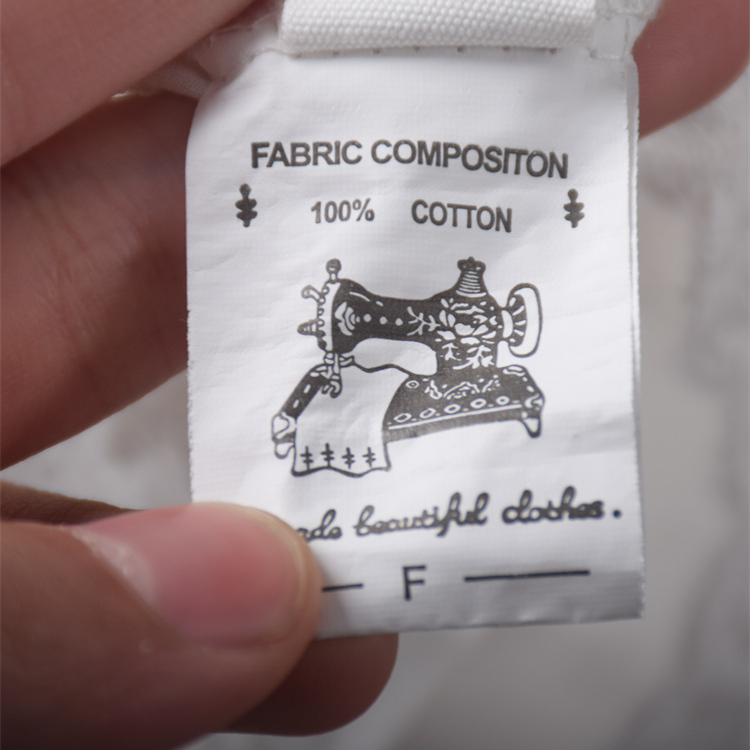 FABRIC COMPOSITON
100% COTTON
beautiful clothes.
F